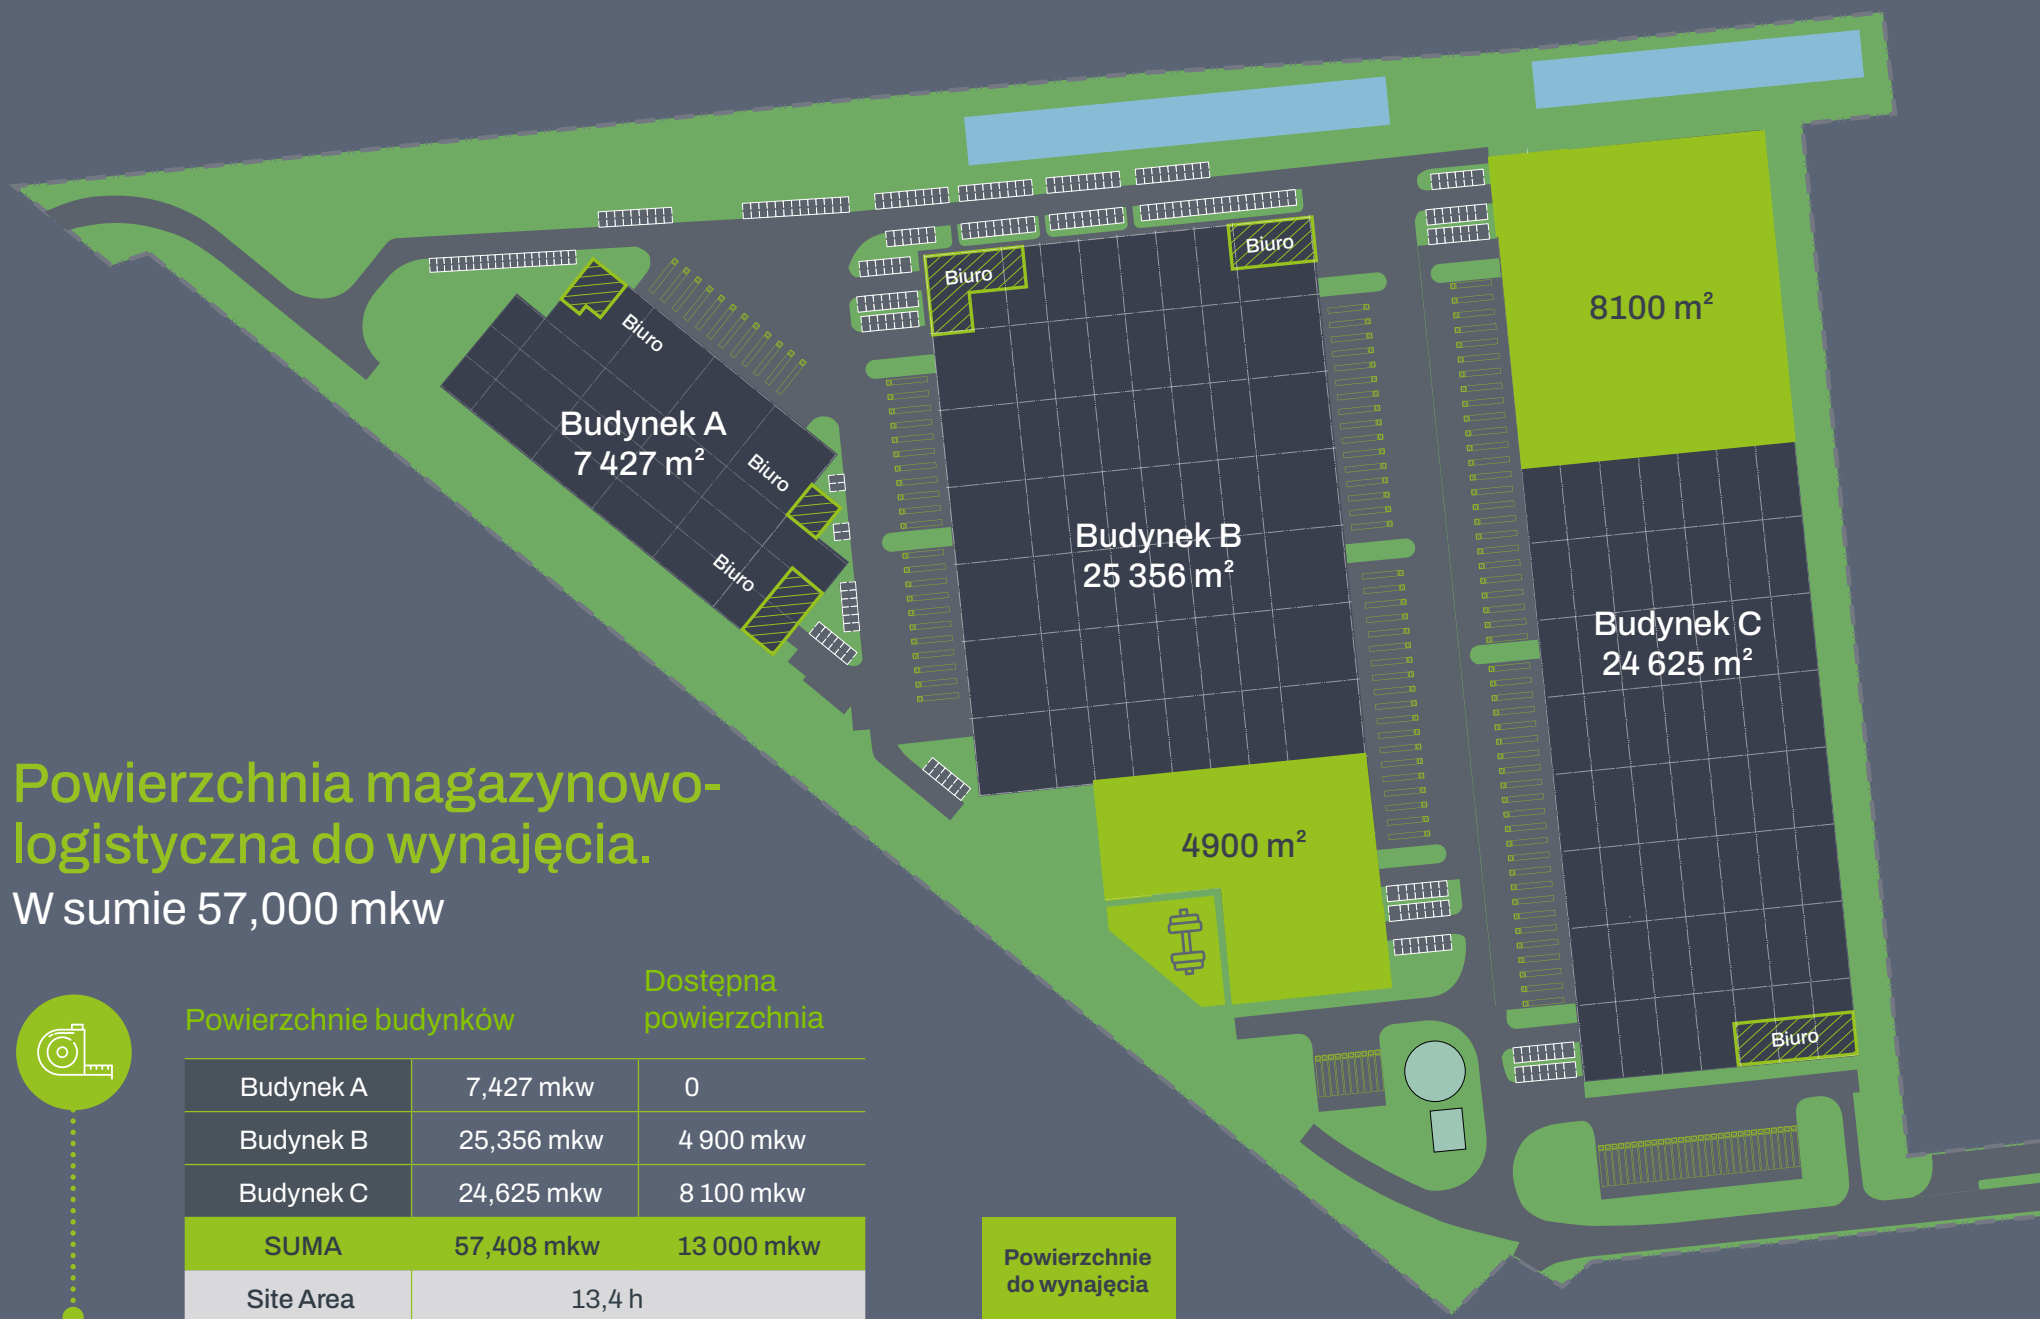 Biuro
Biuro
8100 m²
Biuro
Budynek A
7 427 m²
Biuro
Budynek B
25 356 m²
Biuro
Budynek C
24 625 m²
4900 m²
Biuro
Powierzchnia magazynowo-
logistyczna do wynajęcia.
W sumie 57,000 mkw
Powierzchnie budynków
Dostępna
powierzchnia
Budynek A 7,427 mkw 0
Budynek B 25,356 mkw 4 900 mkw
Budynek C 24,625 mkw 8 100 mkw
SUMA 57,408 mkw 13 000 mkw
Site Area 13,4 h
Powierzchnie
do wynajęcia